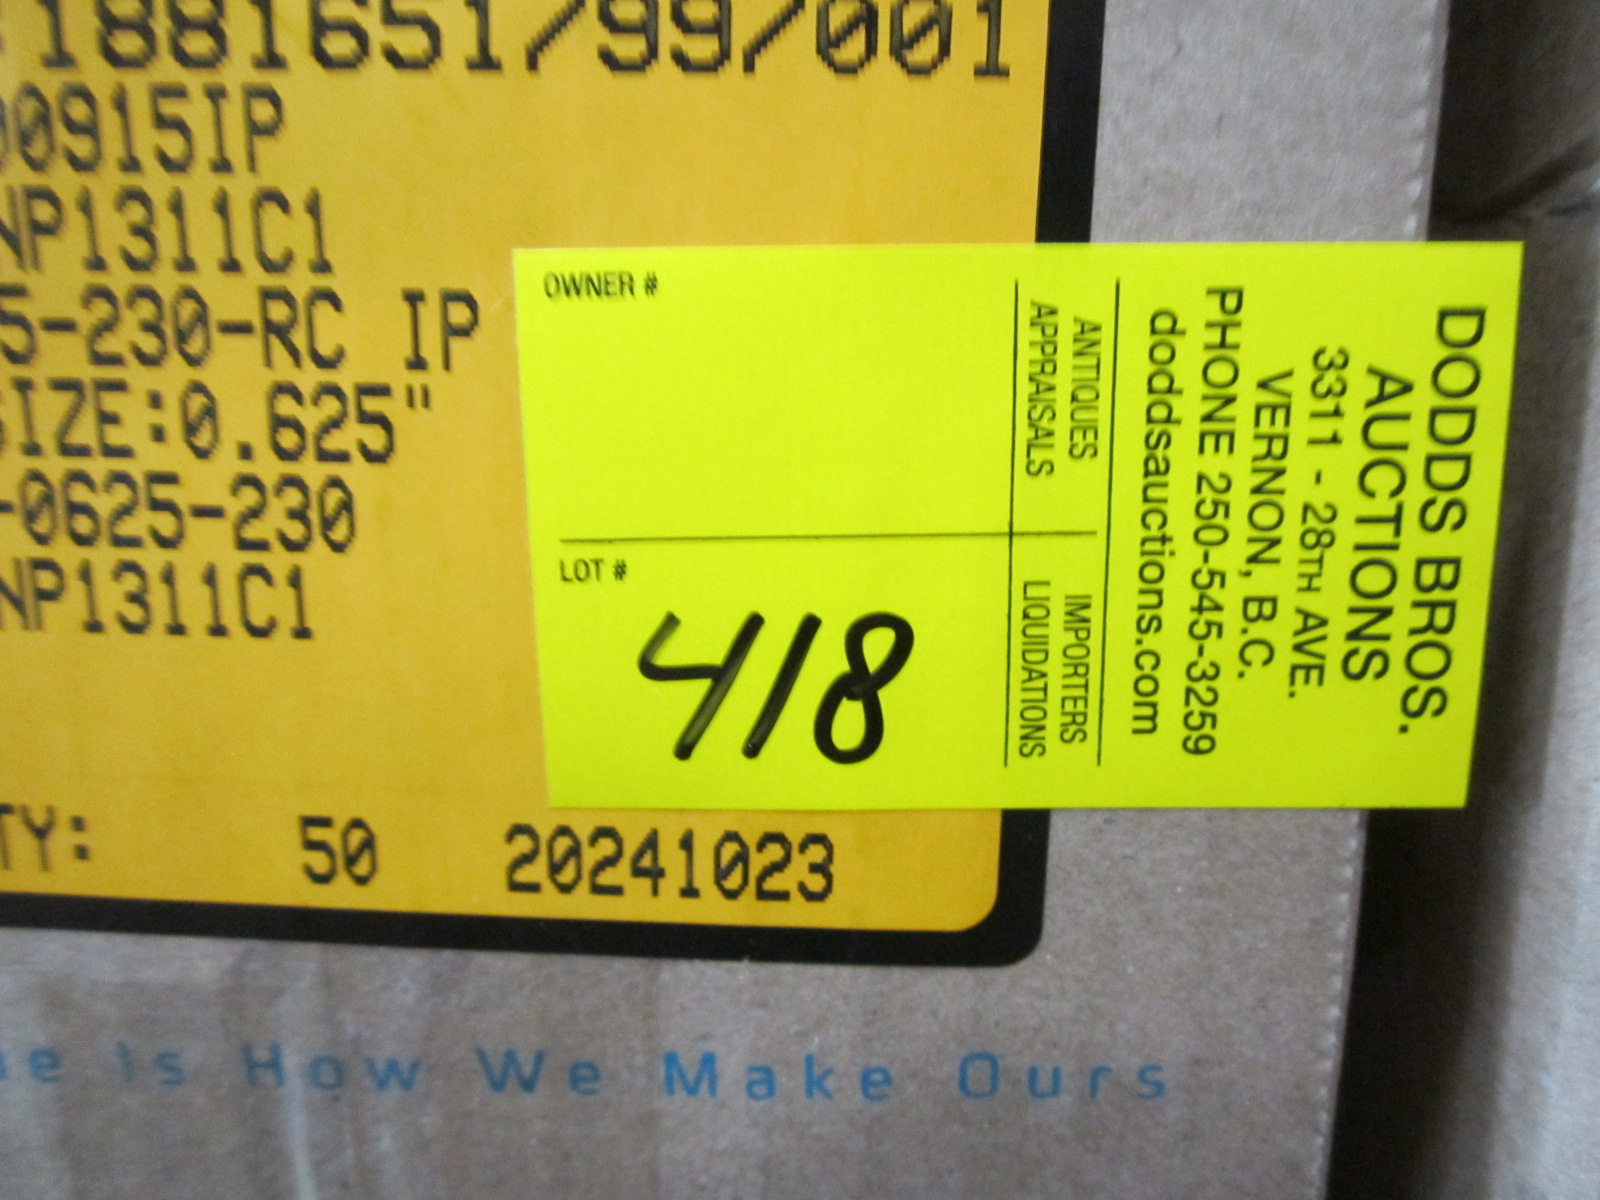 1881651/99/001
00915IP
NP1311C1
5-230-RC IP
SIZE:0.625"
-0625-230
NP1311C1
TY: 50 20241023
OWNER #
LOT #
418
ANTIQUES IMPORTERS
APPRAISALS LIQUIDATIONS
DODDS BROS.
AUCTIONS
3311 - 28TH AVE.
VERNON, B.C.
PHONE 250-545-3259
doddsauctions.com
ue Is How We Make Ours